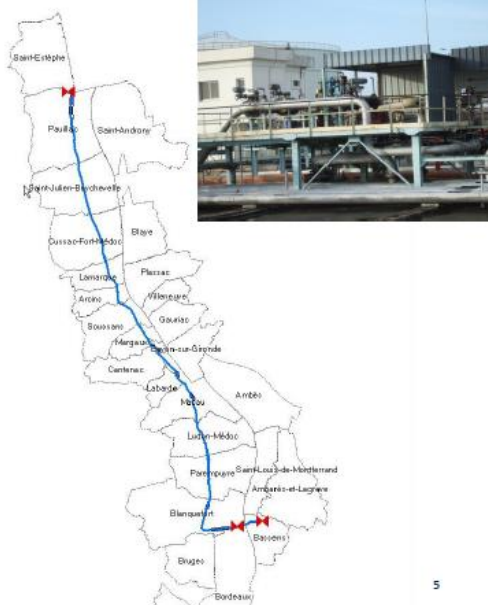 Saint-Estèphe
Pauillac
Saint-Androny
Saint-Julien-Beychevelle
Cussac-Fort-Médoc
Blaye
Lamarque
Plassac
Arcins
Villeneuve
Soussans
Gauriac
Margaux
Bayon-sur-Gironde
Cantenac
Labarde
Ambès
Macau
Ludon-Médoc
Parempuyre
Saint-Louis-de-Montferrand
Ambarès-et-Lagrave
Blanquefort
Bassens
Bruges
Bordeaux
5